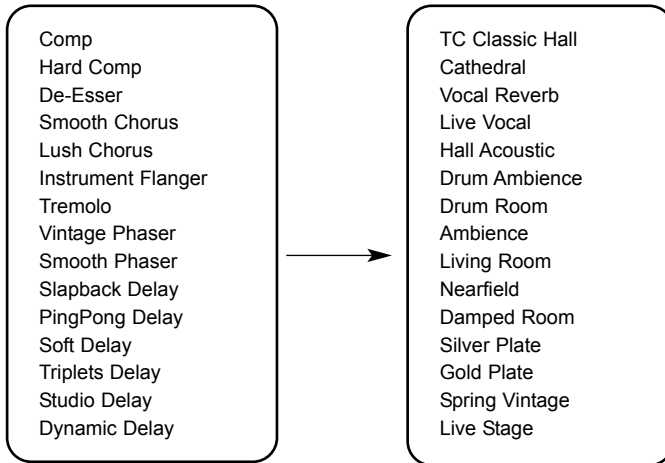 Comp
Hard Comp
De-Esser
Smooth Chorus
Lush Chorus
Instrument Flanger
Tremolo
Vintage Phaser
Smooth Phaser
Slapback Delay
PingPong Delay
Soft Delay
Triplets Delay
Studio Delay
Dynamic Delay
TC Classic Hall
Cathedral
Vocal Reverb
Live Vocal
Hall Acoustic
Drum Ambience
Drum Room
Ambience
Living Room
Nearfield
Damped Room
Silver Plate
Gold Plate
Spring Vintage
Live Stage